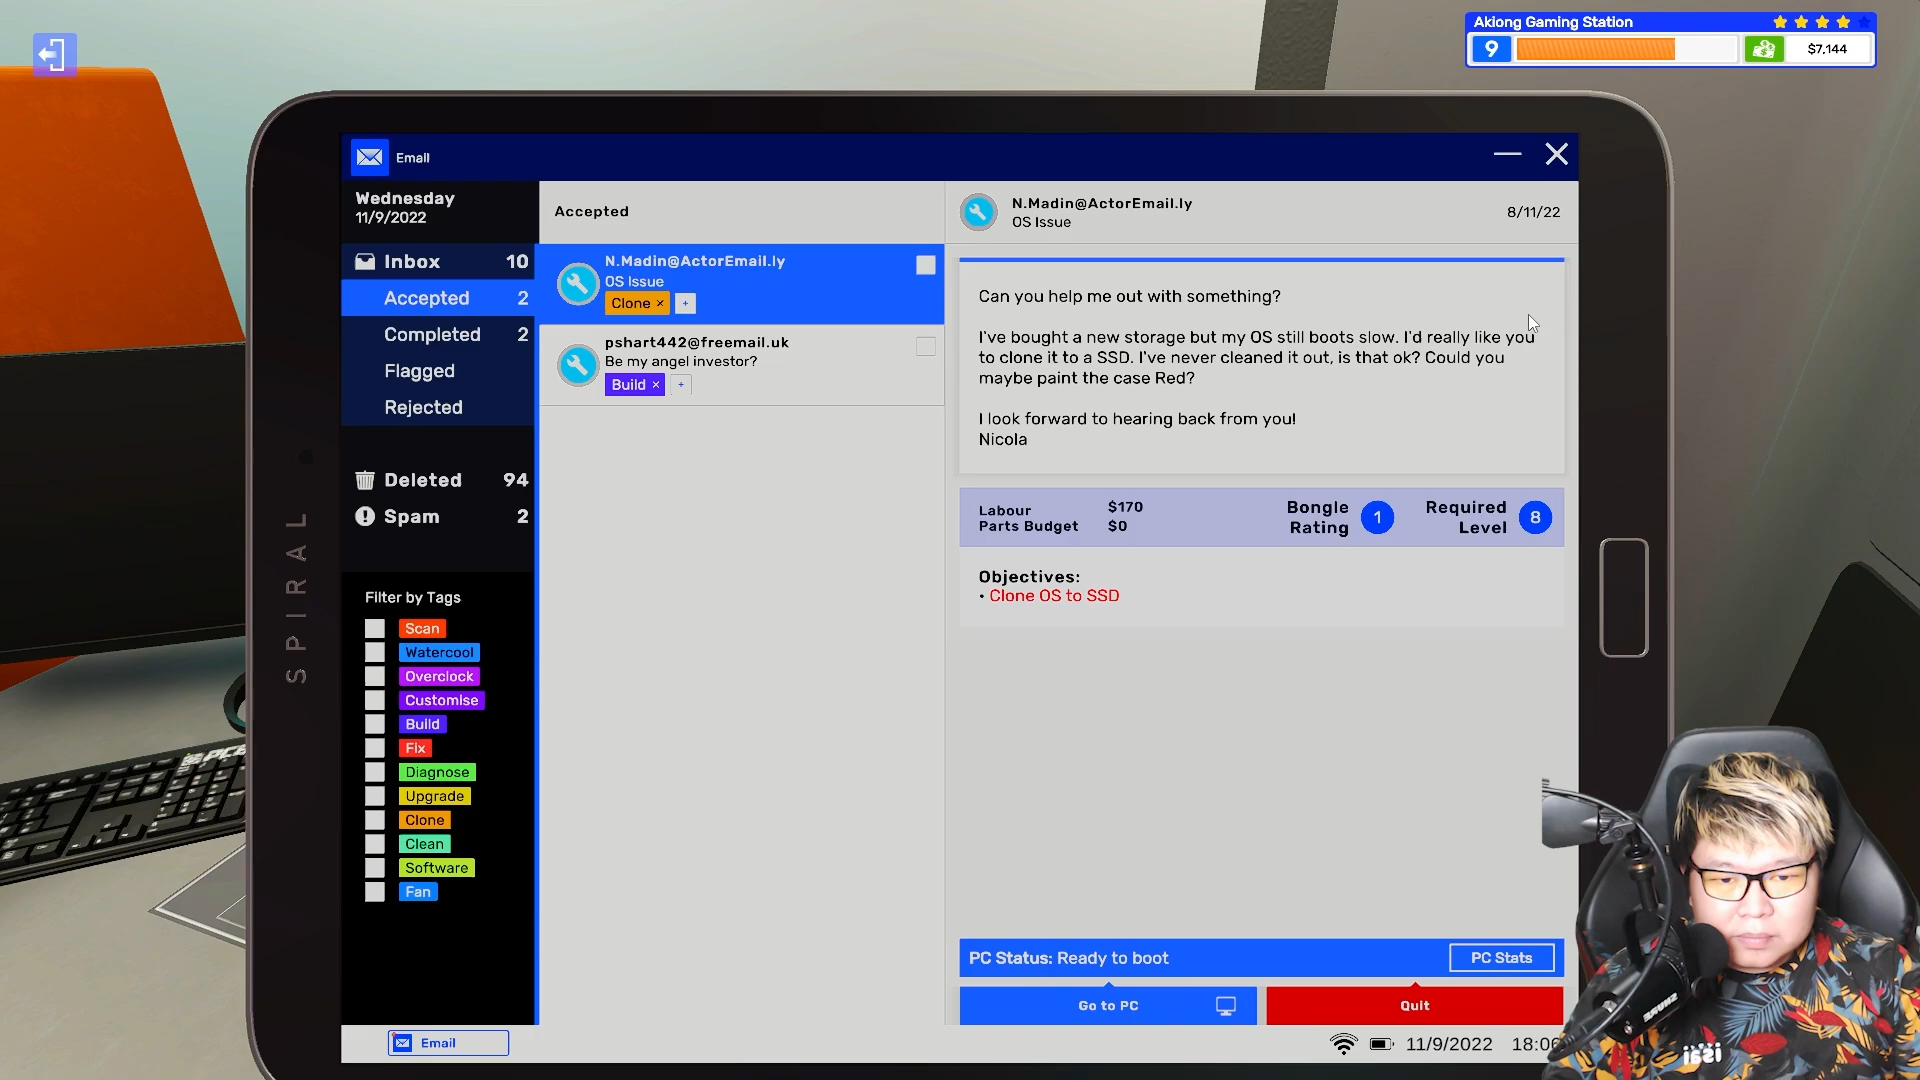 Akiong Gaming Station
9
$7,144
Email
Wednesday
11/9/2022
Inbox 10
Accepted 2
Completed 2
Flagged
Rejected
Deleted 94
Spam 2
Filter by Tags
Scan
Watercool
Overclock
Customise
Build
Fix
Diagnose
Upgrade
Clone
Clean
Software
Fan
Accepted
N.Madin@ActorEmail.ly
OS Issue
Clone × +
pshart442@freemail.uk
Be my angel investor?
Build × +
N.Madin@ActorEmail.ly
OS Issue
8/11/22
Can you help me out with something?
I've bought a new storage but my OS still boots slow. I'd really like you
to clone it to a SSD. I've never cleaned it out, is that ok? Could you
maybe paint the case Red?
I look forward to hearing back from you!
Nicola
Labour $170
Parts Budget $0
Bongle Rating 1
Required Level 8
Objectives:
• Clone OS to SSD
PC Status: Ready to boot
PC Stats
Go to PC
Quit
Email
11/9/2022 18:06
SPIRAL